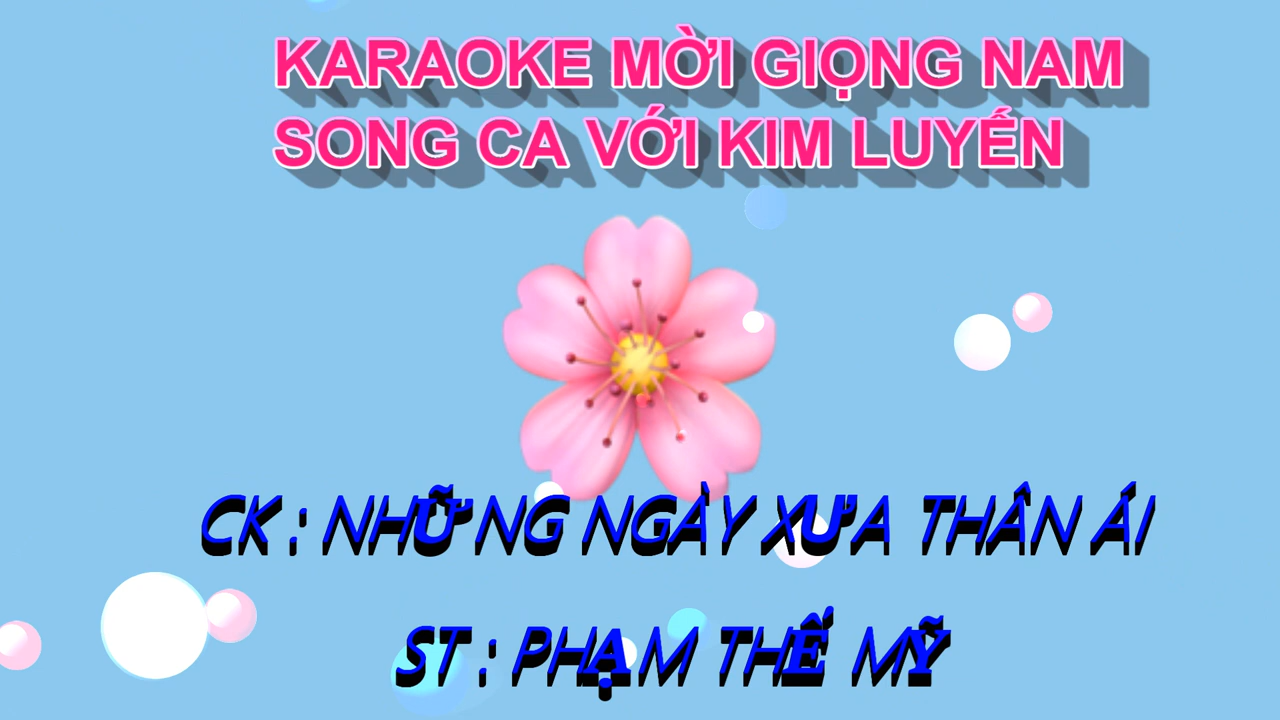 KARAOKE MỜI GIỌNG NAM
SONG CA VỚI KIM LUYẾN
CK : NHỮNG NGÀY XƯA THÂN ÁI
ST : PHẠM THẾ MỸ